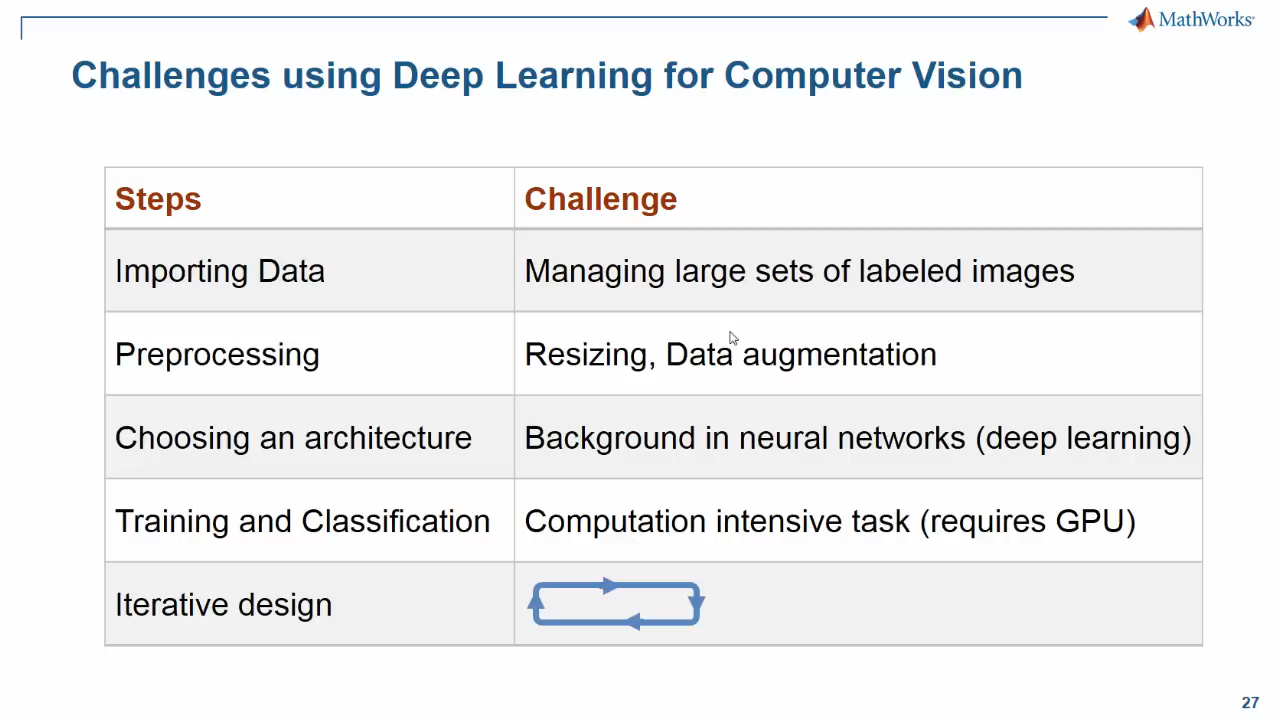 MathWorks
Challenges using Deep Learning for Computer Vision
Steps Challenge
Importing Data Managing large sets of labeled images
Preprocessing Resizing, Data augmentation
Choosing an architecture Background in neural networks (deep learning)
Training and Classification Computation intensive task (requires GPU)
Iterative design
27